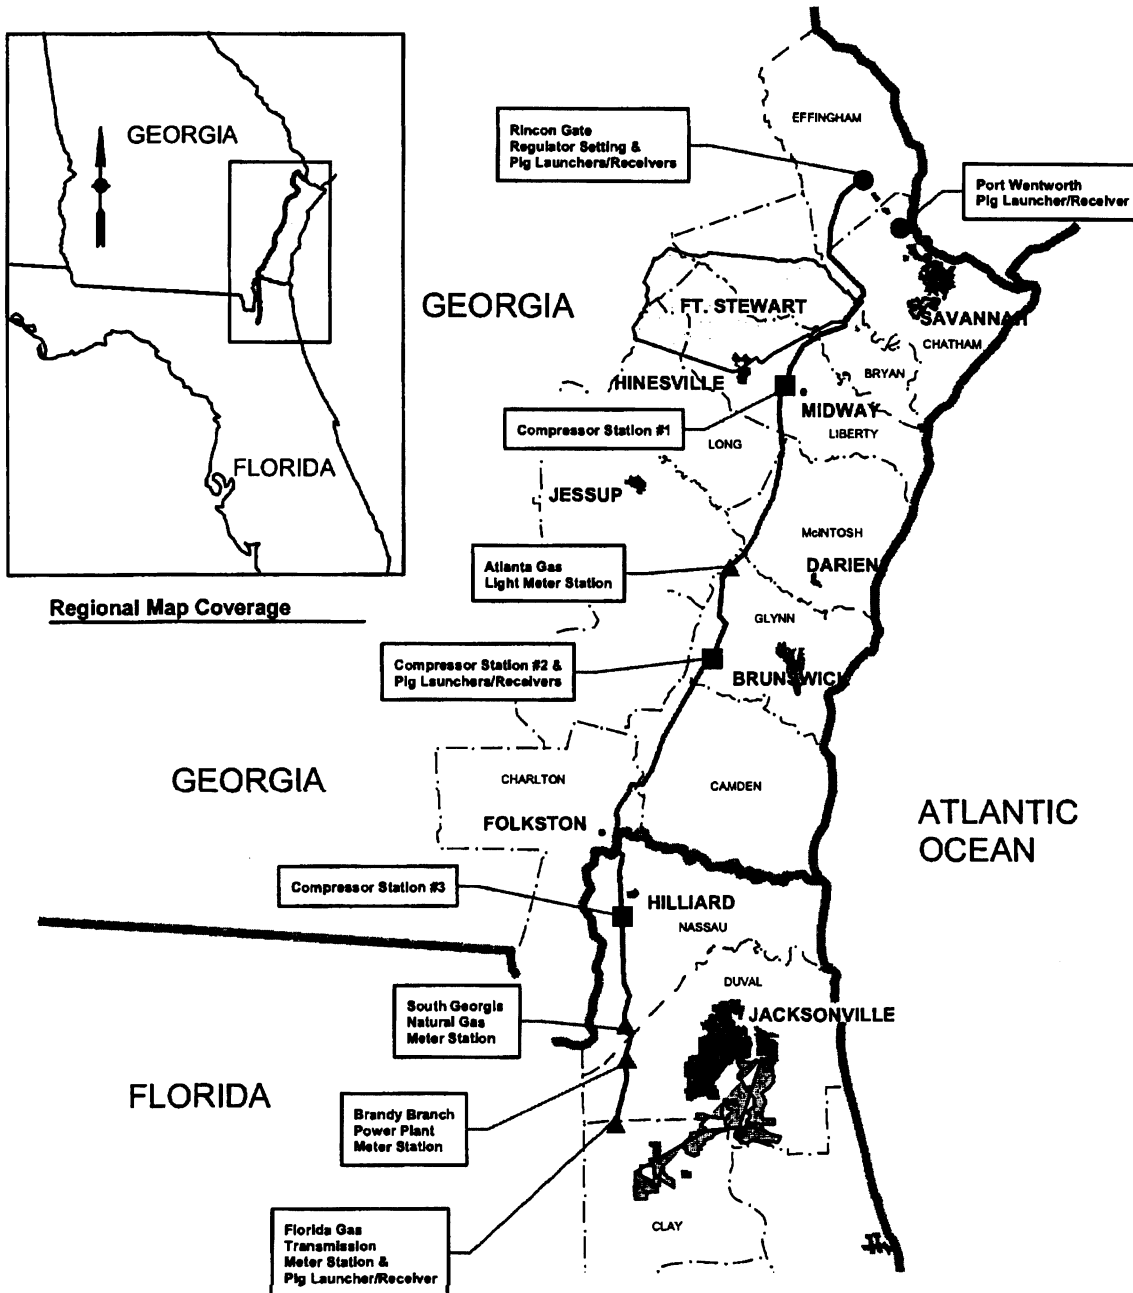 GEORGIA
FLORIDA
Regional Map Coverage
EFFINGHAM
Rincon Gate
Regulator Setting &
Pig Launchers/Receivers
Port Wentworth
Pig Launcher/Receiver
GEORGIA
FT. STEWART
SAVANNAH
CHATHAM
BRYAN
HINESVILLE
MIDWAY
LIBERTY
Compressor Station #1
LONG
JESSUP
McINTOSH
DARIEN
Atlanta Gas
Light Meter Station
GLYNN
Compressor Station #2 &
Pig Launchers/Receivers
BRUNSWICK
GEORGIA
CHARLTON
CAMDEN
FOLKSTON
ATLANTIC
OCEAN
Compressor Station #3
HILLIARD
NASSAU
DUVAL
JACKSONVILLE
South Georgia
Natural Gas
Meter Station
FLORIDA
Brandy Branch
Power Plant
Meter Station
CLAY
Florida Gas
Transmission
Meter Station &
Pig Launcher/Receiver